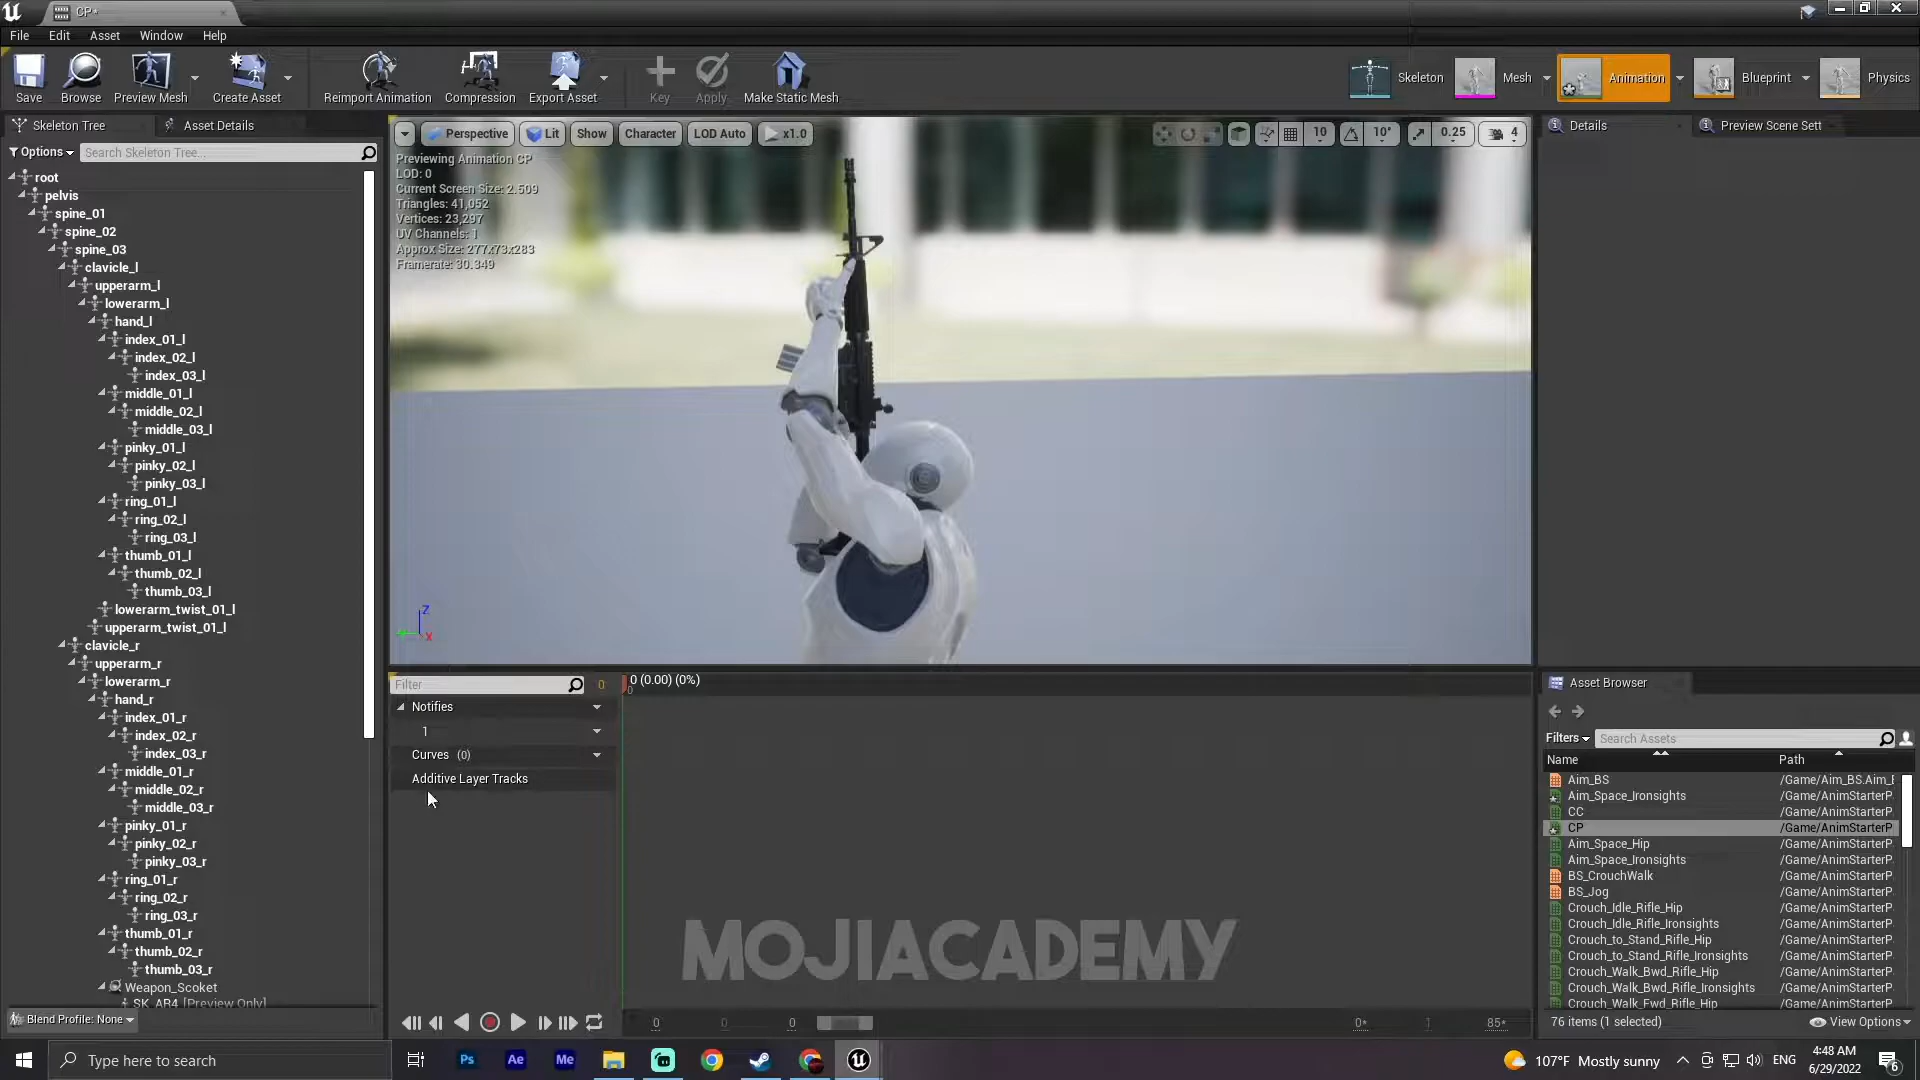 CP*
File Edit Asset Window Help
Save Browse Preview Mesh Create Asset Reimport Animation Compression Export Asset Key Apply Make Static Mesh Skeleton Mesh Animation Blueprint Physics
Skeleton Tree Asset Details
Options Search Skeleton Tree...
root
pelvis
spine_01
spine_02
spine_03
clavicle_l
upperarm_l
lowerarm_l
hand_l
index_01_l
index_02_l
index_03_l
middle_01_l
middle_02_l
middle_03_l
pinky_01_l
pinky_02_l
pinky_03_l
ring_01_l
ring_02_l
ring_03_l
thumb_01_l
thumb_02_l
thumb_03_l
lowerarm_twist_01_l
upperarm_twist_01_l
clavicle_r
upperarm_r
lowerarm_r
hand_r
index_01_r
index_02_r
index_03_r
middle_01_r
middle_02_r
middle_03_r
pinky_01_r
pinky_02_r
pinky_03_r
ring_01_r
ring_02_r
ring_03_r
thumb_01_r
thumb_02_r
thumb_03_r
Weapon_Scoket
SK_AR4 [Preview Only]
Blend Profile: None
Perspective Lit Show Character LOD Auto x1.0 10 10° 0.25 4
Previewing Animation CP
LOD: 0
Current Screen Size: 2.509
Triangles: 41,052
Vertices: 23,297
UV Channels: 1
Approx Size: 277x73x283
Framerate: 30.349
Z
X
Filter 0 0 (0.00) (0%)
0
Notifies
1
Curves (0)
Additive Layer Tracks
MOJIACADEMY
0 0 0 0* 1 85*
Details Preview Scene Sett
Asset Browser
Filters Search Assets
Name Path
Aim_BS /Game/Aim_BS.Aim_
Aim_Space_Ironsights /Game/AnimStarterP
CC /Game/AnimStarterP
CP /Game/AnimStarterP
Aim_Space_Hip /Game/AnimStarterP
Aim_Space_Ironsights /Game/AnimStarterP
BS_CrouchWalk /Game/AnimStarterP
BS_Jog /Game/AnimStarterP
Crouch_Idle_Rifle_Hip /Game/AnimStarterP
Crouch_Idle_Rifle_Ironsights /Game/AnimStarterP
Crouch_to_Stand_Rifle_Hip /Game/AnimStarterP
Crouch_to_Stand_Rifle_Ironsights /Game/AnimStarterP
Crouch_Walk_Bwd_Rifle_Hip /Game/AnimStarterP
Crouch_Walk_Bwd_Rifle_Ironsights /Game/AnimStarterP
Crouch_Walk_Fwd_Rifle_Hip /Game/AnimStarterP
76 items (1 selected) View Options
Type here to search
Ps Ae Me
107°F Mostly sunny ENG
4:48 AM
6/29/2022
6